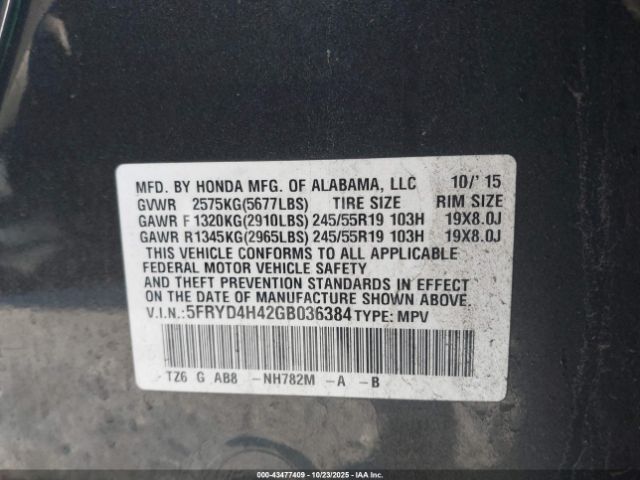 MFD. BY HONDA MFG. OF ALABAMA, LLC 10/' 15
GVWR 2575KG(5677LBS) TIRE SIZE RIM SIZE
GAWR F 1320KG(2910LBS) 245/55R19 103H 19X8.0J
GAWR R1345KG(2965LBS) 245/55R19 103H 19X8.0J
THIS VEHICLE CONFORMS TO ALL APPLICABLE
FEDERAL MOTOR VEHICLE SAFETY
AND THEFT PREVENTION STANDARDS IN EFFECT
ON THE DATE OF MANUFACTURE SHOWN ABOVE.
V.I.N.:5FRYD4H42GB036384 TYPE: MPV
TZ6 G AB8 -NH782M -A -B
000-43477409 - 10/23/2025 - IAAI.com